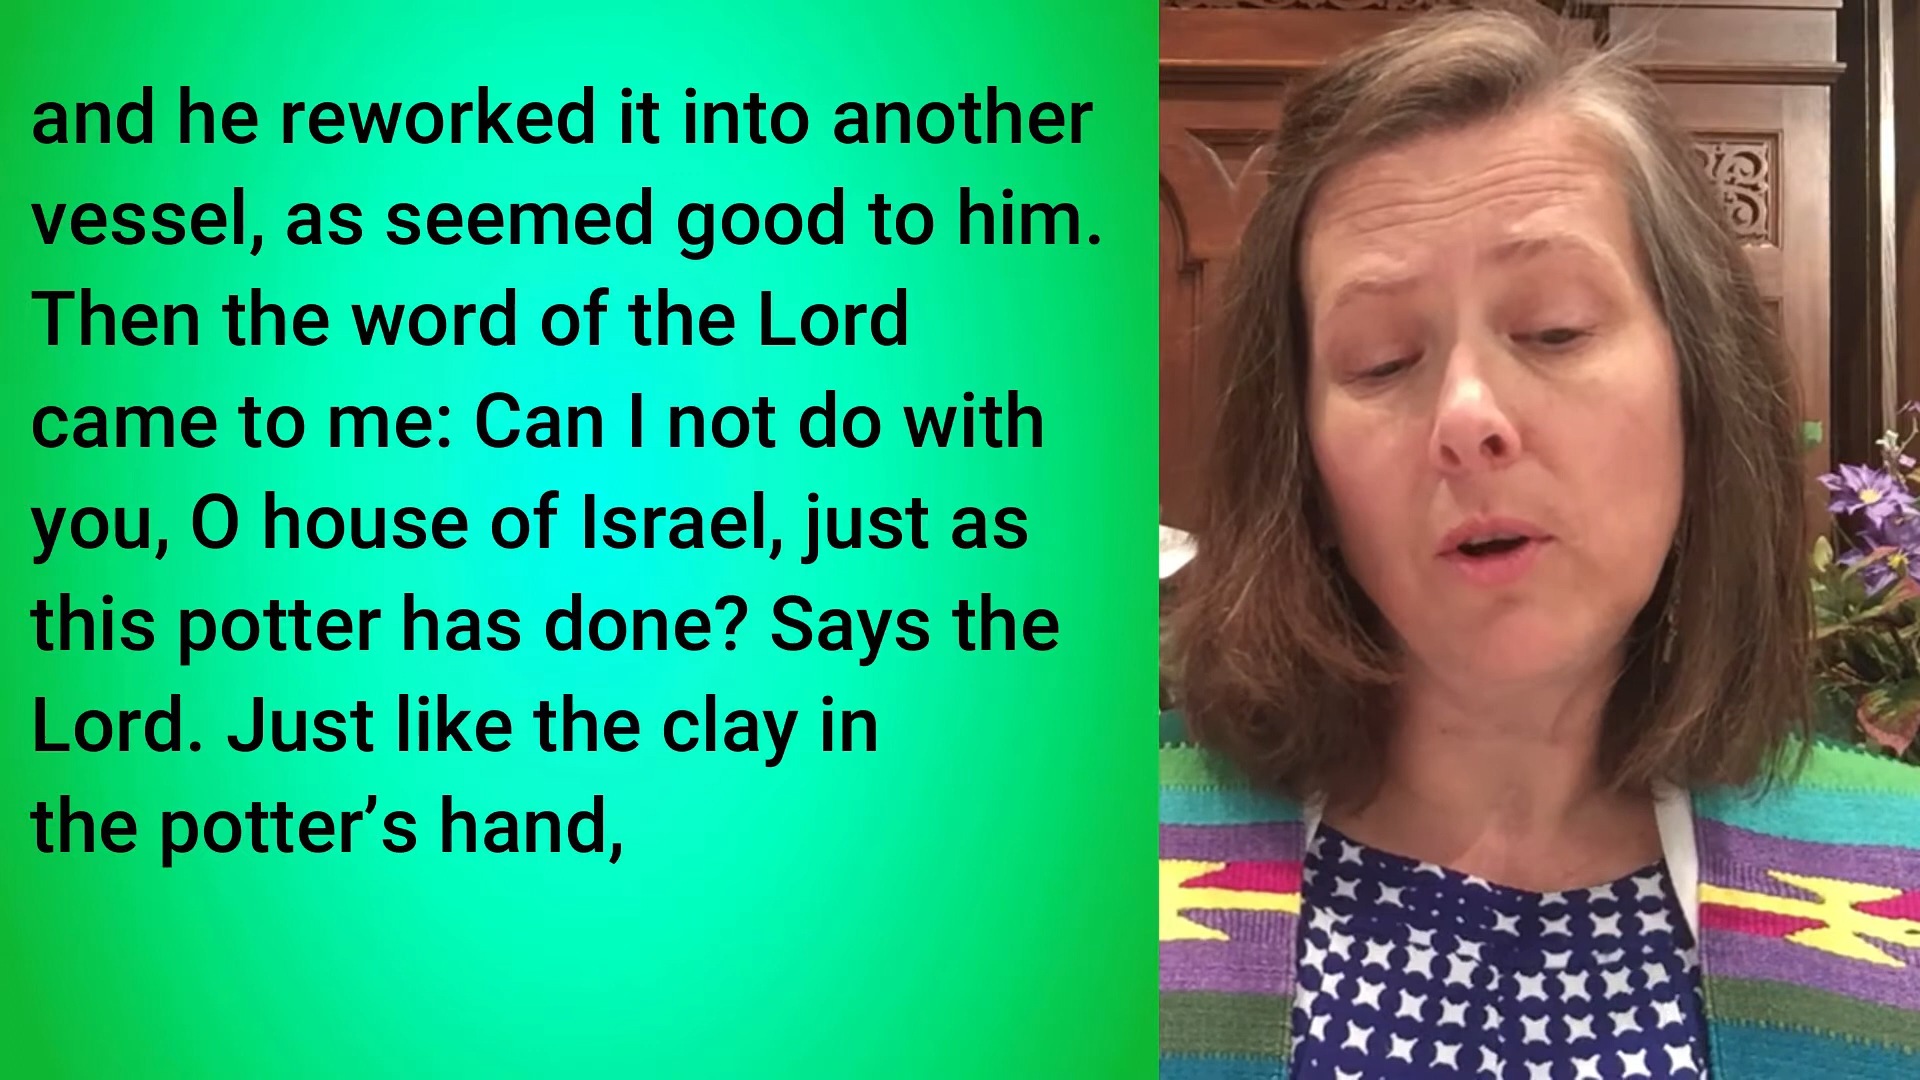 and he reworked it into another
vessel, as seemed good to him.
Then the word of the Lord
came to me: Can I not do with
you, O house of Israel, just as
this potter has done? Says the
Lord. Just like the clay in
the potter’s hand,